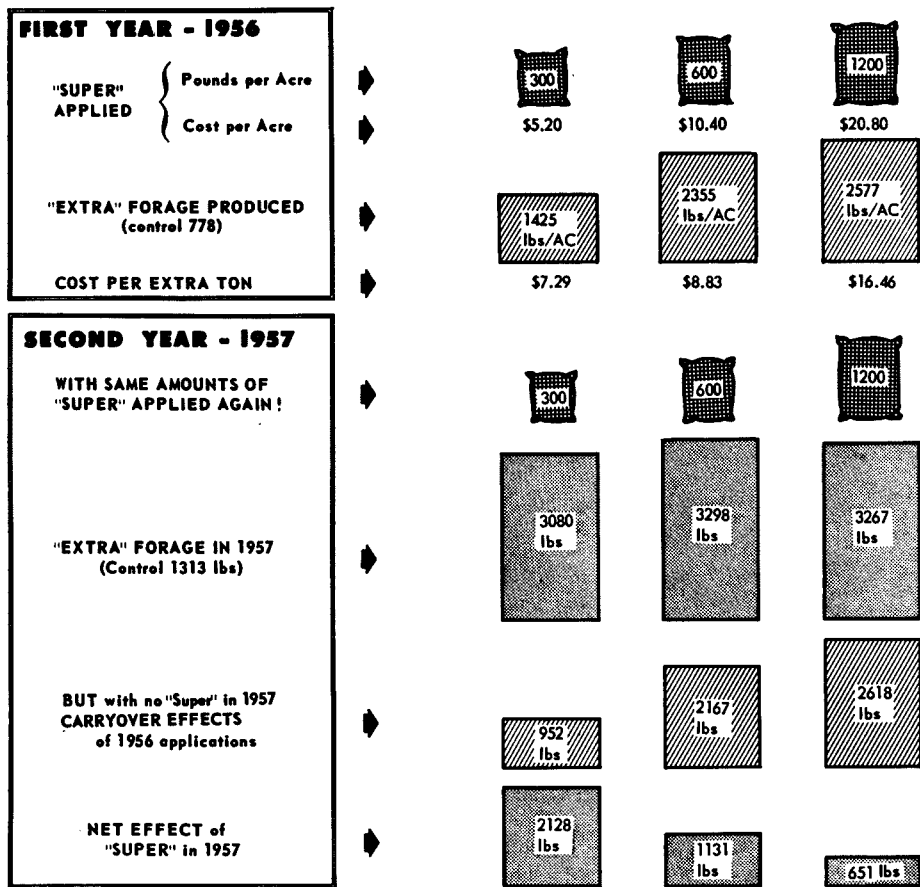 FIRST YEAR - 1956
"SUPER" APPLIED { Pounds per Acre
Cost per Acre
300 600 1200
$5.20 $10.40 $20.80
"EXTRA" FORAGE PRODUCED
(control 778)
1425 lbs/AC
2355 lbs/AC
2577 lbs/AC
COST PER EXTRA TON
$7.29 $8.83 $16.46
SECOND YEAR - 1957
WITH SAME AMOUNTS OF
"SUPER" APPLIED AGAIN!
300 600 1200
"EXTRA" FORAGE IN 1957
(Control 1313 lbs)
3080 lbs
3298 lbs
3267 lbs
BUT with no "Super" in 1957
CARRYOVER EFFECTS
of 1956 applications
952 lbs
2167 lbs
2618 lbs
NET EFFECT of
"SUPER" in 1957
2128 lbs
1131 lbs
651 lbs